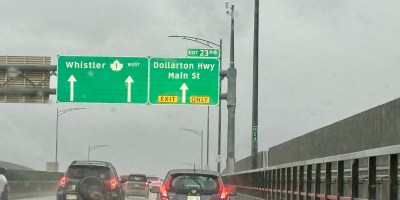 EXIT 23 A-B
Whistler 1 WEST
Dollarton Hwy
Main St
EXIT ONLY